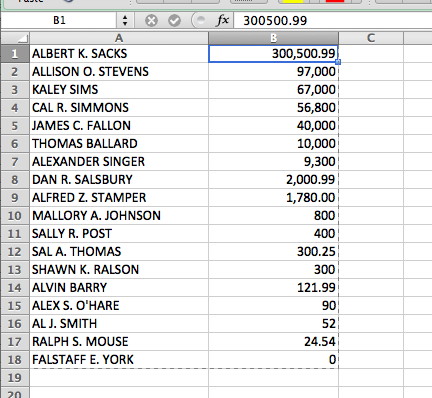 B1 fx 300500.99
A B C
1 ALBERT K. SACKS 300,500.99
2 ALLISON O. STEVENS 97,000
3 KALEY SIMS 67,000
4 CAL R. SIMMONS 56,800
5 JAMES C. FALLON 40,000
6 THOMAS BALLARD 10,000
7 ALEXANDER SINGER 9,300
8 DAN R. SALSBURY 2,000.99
9 ALFRED Z. STAMPER 1,780.00
10 MALLORY A. JOHNSON 800
11 SALLY R. POST 400
12 SAL A. THOMAS 300.25
13 SHAWN K. RALSON 300
14 ALVIN BARRY 121.99
15 ALEX S. O'HARE 90
16 AL J. SMITH 52
17 RALPH S. MOUSE 24.54
18 FALSTAFF E. YORK 0
19
20